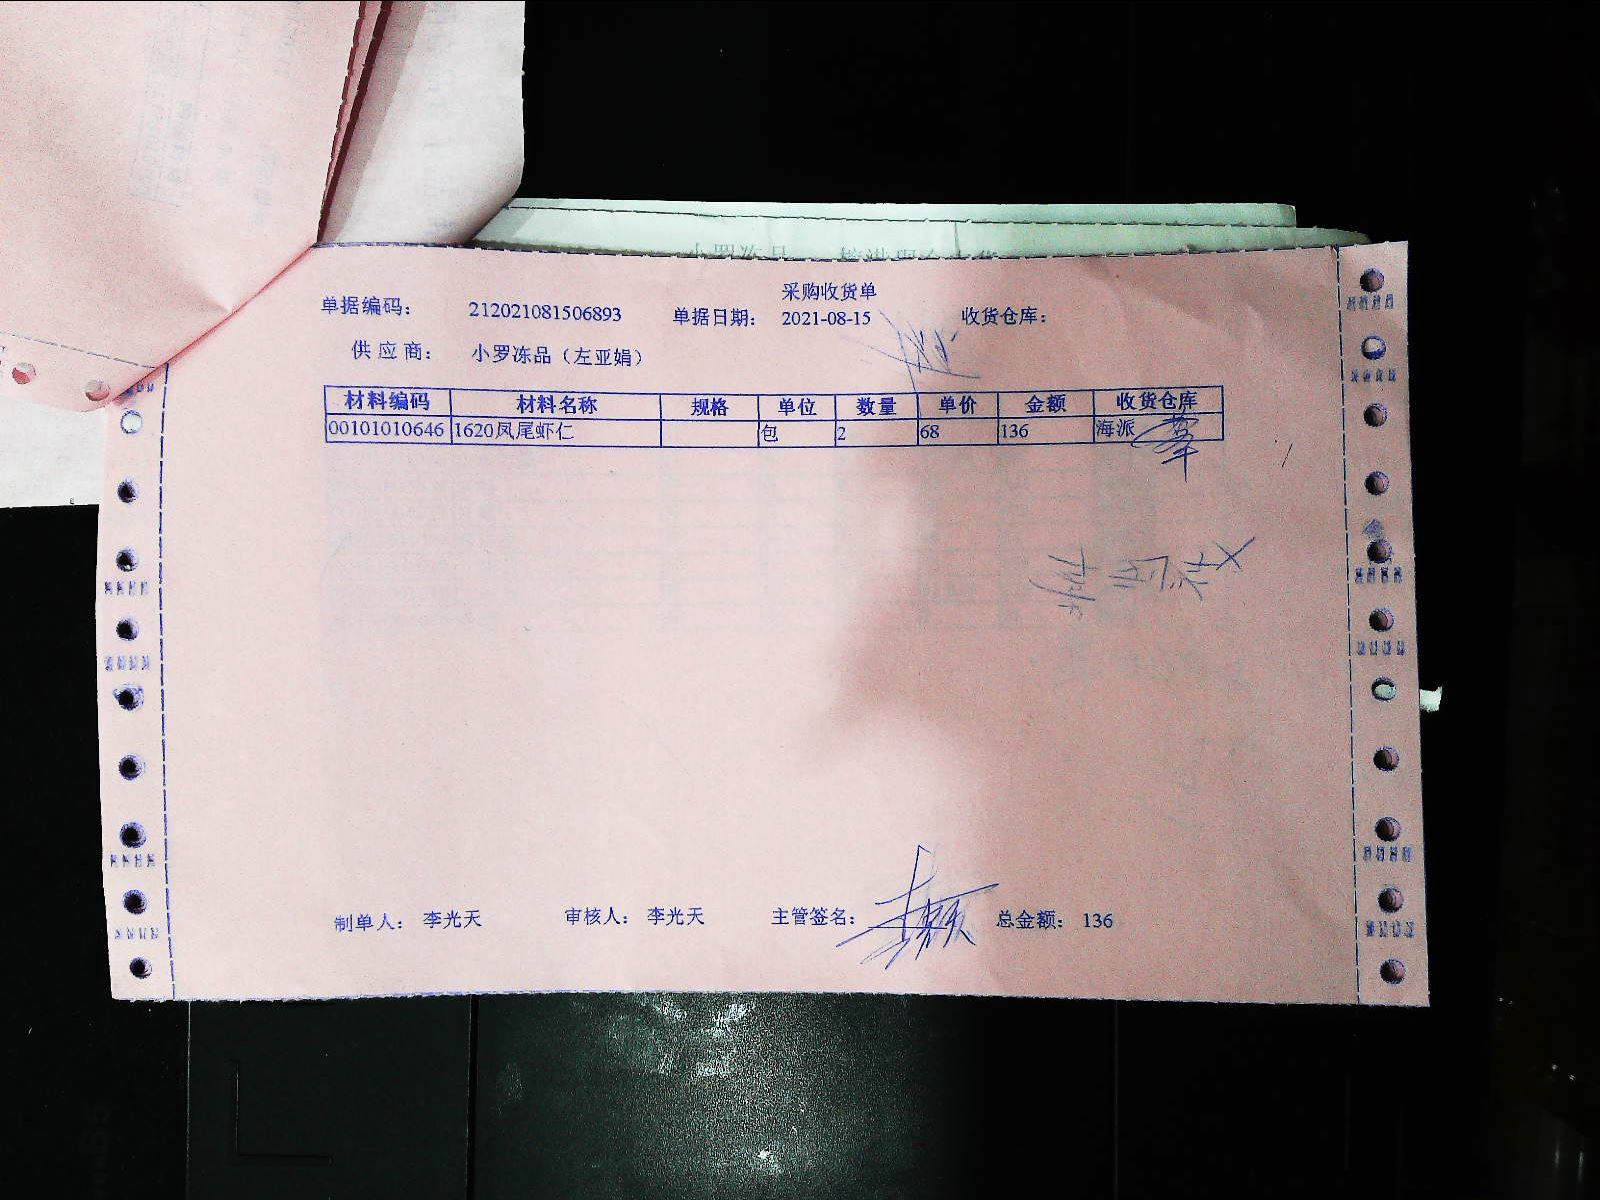 采购收货单
单据编码： 212021081506893 单据日期： 2021-08-15 收货仓库：
供应商： 小罗冻品（左亚娟）
材料编码 材料名称 规格 单位 数量 单价 金额 收货仓库
00101010646 1620凤尾虾仁 包 2 68 136 海派
制单人： 李光天 审核人： 李光天 主管签名： 总金额： 136